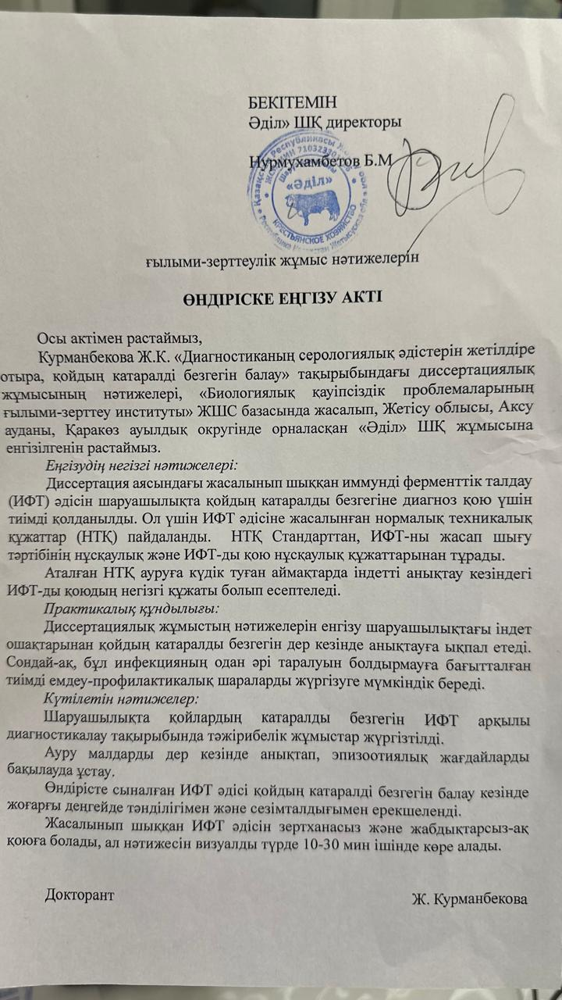 БЕКІТЕМІН
Әділ» ШҚ директоры
Нурмухамбетов Б.М
«Әділ»
КРЕСТЬЯНСКОЕ ХОЗЯЙСТВО
ғылыми-зерттеулік жұмыс нәтижелерін
ӨНДІРІСКЕ ЕҢГІЗУ АКТІ
Осы актімен растаймыз,
Курманбекова Ж.К. «Диагностиканың серологиялық әдістерін жетілдіре
отыра, қойдың катаралді безгегін балау» тақырыбындағы диссертациялық
жұмысының нәтижелері, «Биологиялық қауіпсіздік проблемаларының
ғылыми-зерттеу институты» ЖШС базасында жасалып, Жетісу облысы, Аксу
ауданы, Қаракөз ауылдық округінде орналасқан «Әділ» ШҚ жұмысына
енгізілгенін растаймыз.
Еңгізудің негізгі нәтижелері:
Диссертация аясындағы жасалынып шыққан иммунді ферменттік талдау
(ИФТ) әдісін шаруашылықта қойдың катаралды безгегіне диагноз қою үшін
тиімді қолданылды. Ол үшін ИФТ әдісіне жасалынған нормалық техникалық
құжаттар (НТҚ) пайдаланды. НТҚ Стандарттан, ИФТ-ны жасап шығу
тәртібінің нұсқаулық және ИФТ-ды қою нұсқаулық құжаттарынан тұрады.
Аталған НТҚ ауруға күдік туған аймақтарда індетті анықтау кезіндегі
ИФТ-ды қоюдың негізгі құжаты болып есептеледі.
Практикалық құндылығы:
Диссертациялық жұмыстың нәтижелерін енгізу шаруашылықтағы індет
ошақтарынан қойдың катаралды безгегін дер кезінде анықтауға ықпал етеді.
Сондай-ақ, бұл инфекцияның одан әрі таралуын болдырмауға бағытталған
тиімді емдеу-профилактикалық шараларды жүргізуге мүмкіндік береді.
Күтілетін нәтижелер:
Шаруашылықта қойлардың катаралды безгегін ИФТ арқылы
диагностикалау тақырыбында тәжірибелік жұмыстар жүргізтілді.
Ауру малдарды дер кезінде анықтап, эпизоотиялық жағдайларды
бақылауда ұстау.
Өндірісте сыналған ИФТ әдісі қойдың катаралді безгегін балау кезінде
жоғарғы деңгейде тәнділігімен және сезімталдығымен ерекшеленді.
Жасалынып шыққан ИФТ әдісін зертханасыз және жабдықтарсыз-ақ
қоюға болады, ал нәтижесін визуалды түрде 10-30 мин ішінде көре алады.
Докторант
Ж. Курманбекова